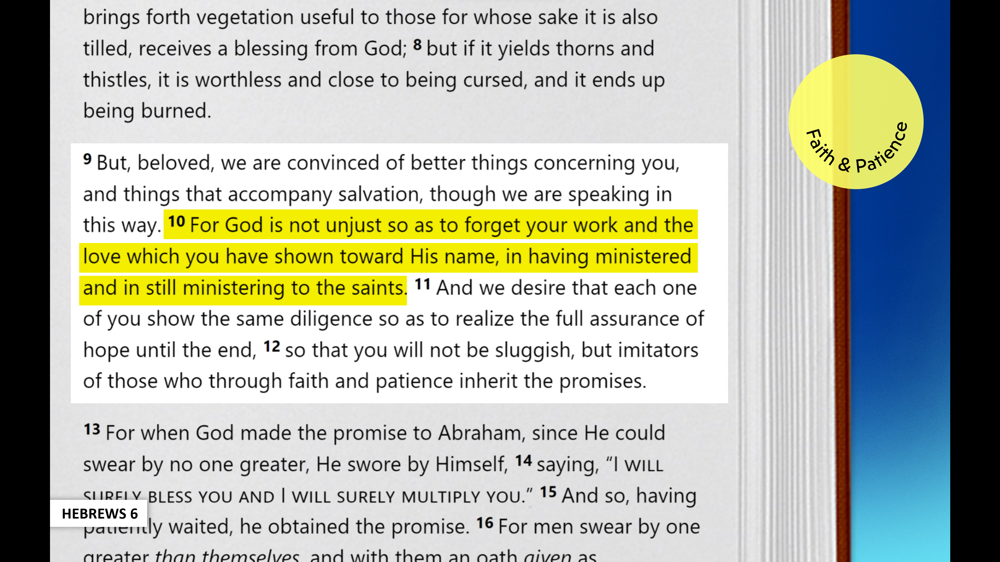 brings forth vegetation useful to those for whose sake it is also
tilled, receives a blessing from God; 8 but if it yields thorns and
thistles, it is worthless and close to being cursed, and it ends up
being burned.
9 But, beloved, we are convinced of better things concerning you,
and things that accompany salvation, though we are speaking in
this way. 10 For God is not unjust so as to forget your work and the
love which you have shown toward His name, in having ministered
and in still ministering to the saints. 11 And we desire that each one
of you show the same diligence so as to realize the full assurance of
hope until the end, 12 so that you will not be sluggish, but imitators
of those who through faith and patience inherit the promises.
13 For when God made the promise to Abraham, since He could
swear by no one greater, He swore by Himself, 14 saying, “I WILL
SURELY BLESS YOU AND I WILL SURELY MULTIPLY YOU.” 15 And so, having
patiently waited, he obtained the promise. 16 For men swear by one
greater than themselves, and with them an oath given as
HEBREWS 6
Faith & Patience